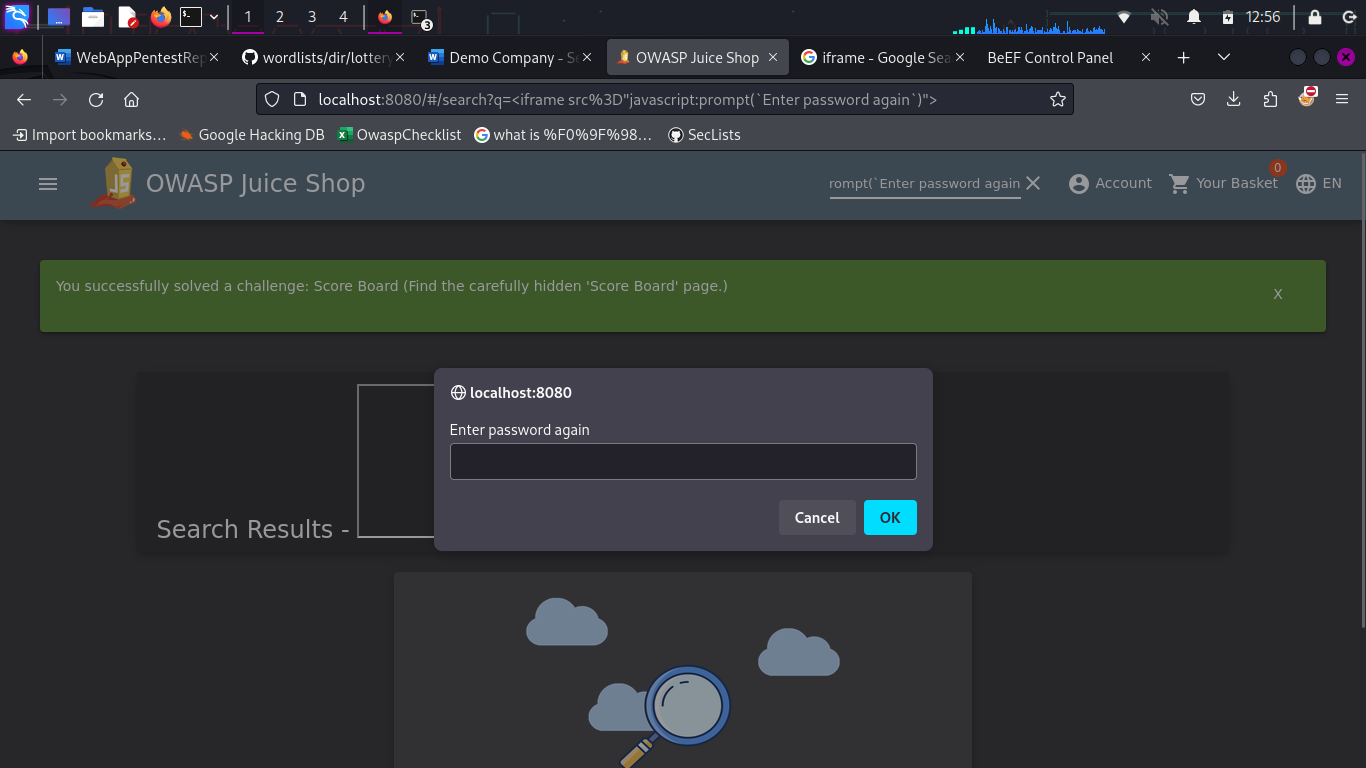 1 2 3 4 3 12:56
WebAppPentestRep wordlists/dir/lottery Demo Company - Se OWASP Juice Shop iframe - Google Sea BeEF Control Panel
localhost:8080/#/search?q=<iframe src%3D"javascript:prompt(`Enter password again`)">
Import bookmarks... Google Hacking DB OwaspChecklist what is %F0%9F%98... SecLists
JS OWASP Juice Shop rompt(`Enter password again Account Your Basket 0 EN
You successfully solved a challenge: Score Board (Find the carefully hidden 'Score Board' page.)
X
localhost:8080
Enter password again
Cancel OK
Search Results -